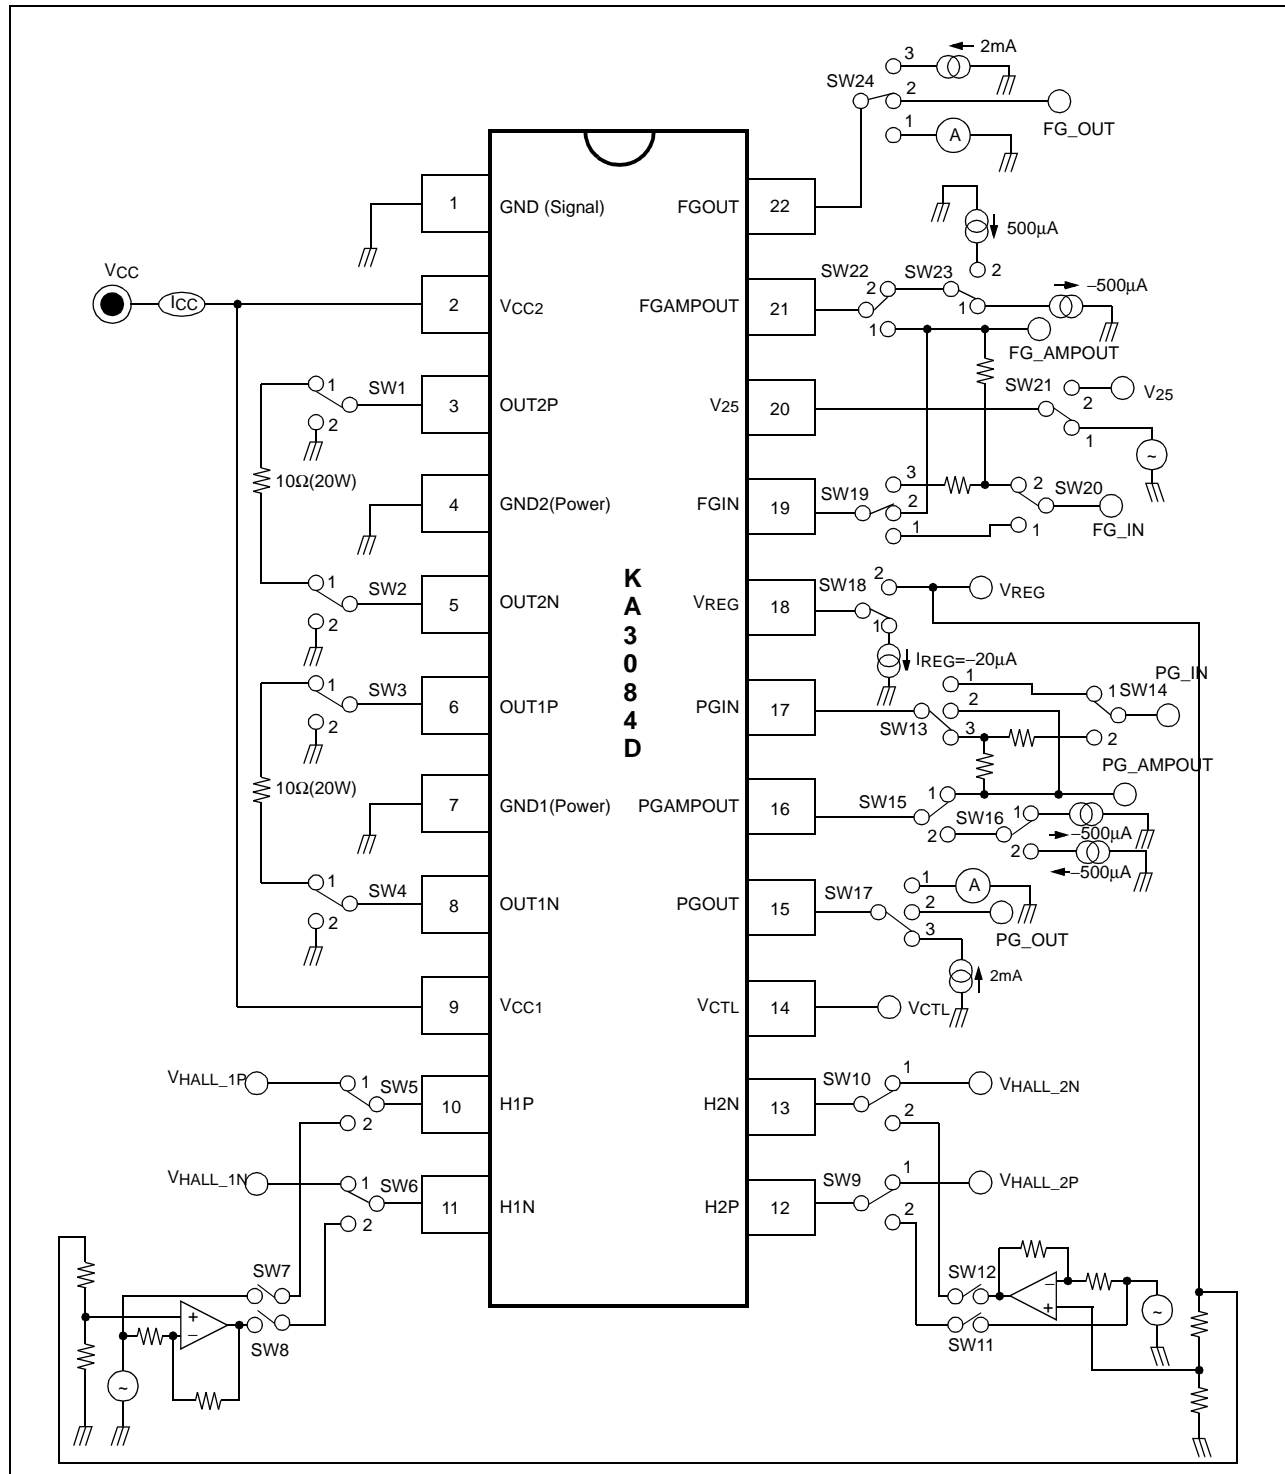 3
2mA
SW24
2
FG_OUT
1
A
1
GND (Signal)
FGOUT
22
500µA
2
VCC
ICC
2
VCC2
FGAMPOUT
21
SW22
2
SW23
1
–500µA
1
FG_AMPOUT
1
SW1
2
3
OUT2P
V25
20
SW21
2
V25
1
~
10Ω(20W)
4
GND2(Power)
FGIN
19
SW19
3
2
1
2
SW20
1
FG_IN
1
SW2
2
5
OUT2N
K
A
3
0
8
4
D
VREG
18
SW18
2
VREG
1
IREG=–20µA
1
SW3
2
6
OUT1P
PGIN
17
SW13
1
2
3
1
SW14
PG_IN
2
PG_AMPOUT
10Ω(20W)
7
GND1(Power)
PGAMPOUT
16
SW15
1
2
SW16
1
–500µA
2
–500µA
1
SW4
2
8
OUT1N
PGOUT
15
SW17
1
A
2
3
PG_OUT
2mA
9
VCC1
VCTL
14
VCTL
VHALL_1P
1
SW5
2
10
H1P
H2N
13
SW10
1
2
VHALL_2N
VHALL_1N
1
SW6
2
11
H1N
H2P
12
SW9
1
2
VHALL_2P
SW7
+
–
SW8
~
SW12
–
+
SW11
~